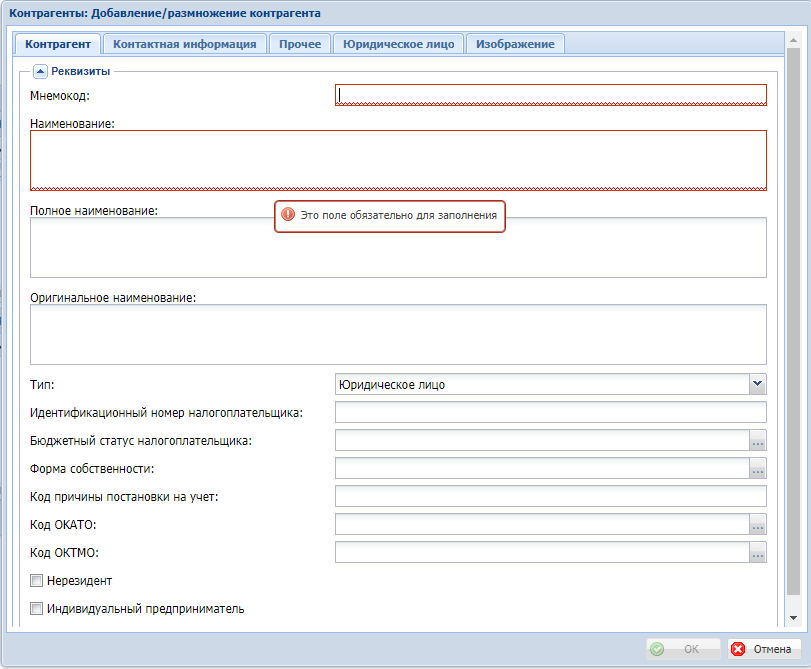 Контрагенты: Добавление/размножение контрагента
Контрагент Контактная информация Прочее Юридическое лицо Изображение
Реквизиты
Мнемокод:
Наименование:
Полное наименование:
Это поле обязательно для заполнения
Оригинальное наименование:
Тип: Юридическое лицо
Идентификационный номер налогоплательщика:
Бюджетный статус налогоплательщика: ...
Форма собственности: ...
Код причины постановки на учет:
Код ОКАТО: ...
Код ОКТМО: ...
Нерезидент
Индивидуальный предприниматель
OK Отмена